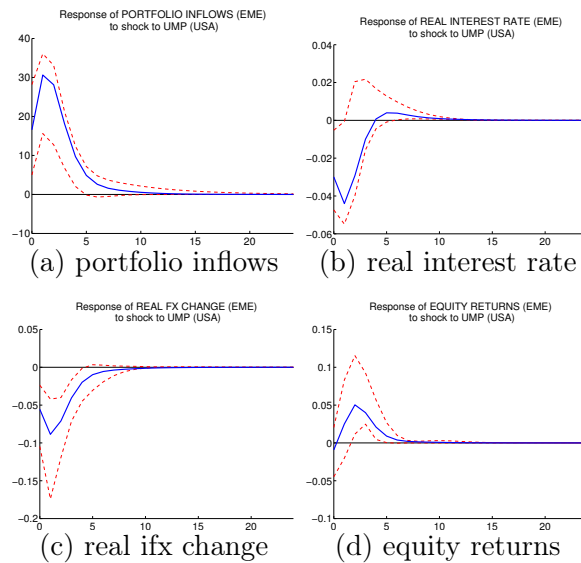 Response of PORTFOLIO INFLOWS (EME)
to shock to UMP (USA)
40
30
20
10
0
−10
0 5 10 15 20
(a) portfolio inflows
Response of REAL INTEREST RATE (EME)
to shock to UMP (USA)
0.04
0.02
0
−0.02
−0.04
−0.06
0 5 10 15 20
(b) real interest rate
Response of REAL FX CHANGE (EME)
to shock to UMP (USA)
0.05
0
−0.05
−0.1
−0.15
−0.2
0 5 10 15 20
(c) real ifx change
Response of EQUITY RETURNS (EME)
to shock to UMP (USA)
0.15
0.1
0.05
0
−0.05
−0.1
0 5 10 15 20
(d) equity returns